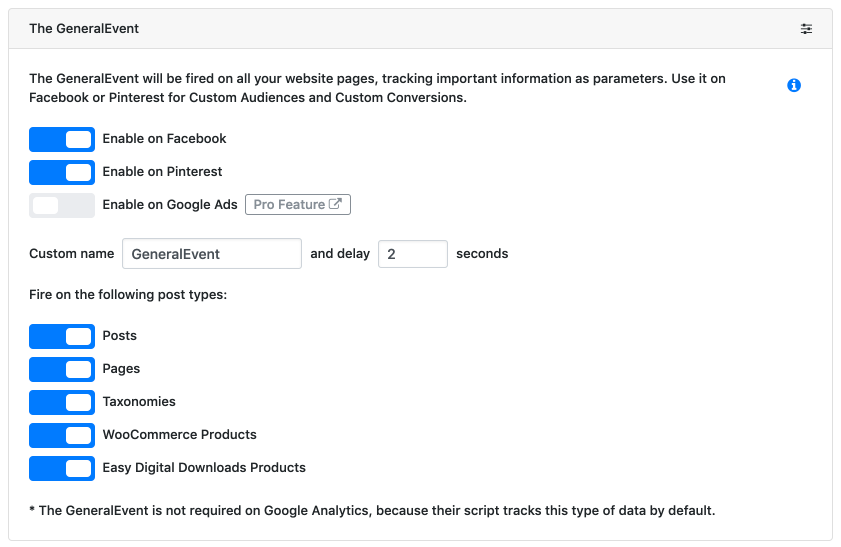 The GeneralEvent
The GeneralEvent will be fired on all your website pages, tracking important information as parameters. Use it on
Facebook or Pinterest for Custom Audiences and Custom Conversions.
Enable on Facebook
Enable on Pinterest
Enable on Google Ads Pro Feature
Custom name GeneralEvent and delay 2 seconds
Fire on the following post types:
Posts
Pages
Taxonomies
WooCommerce Products
Easy Digital Downloads Products
* The GeneralEvent is not required on Google Analytics, because their script tracks this type of data by default.